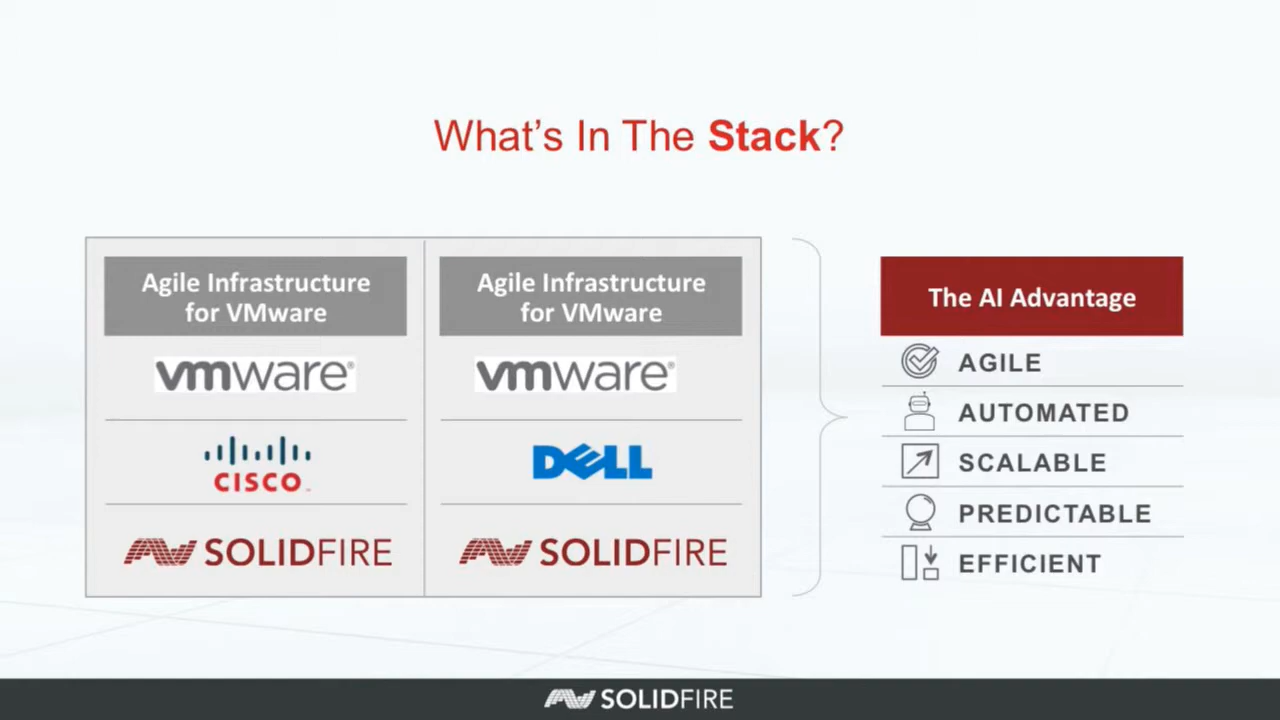 What's In The Stack?
Agile Infrastructure
for VMware
vmware®
CISCO
SOLIDFIRE
Agile Infrastructure
for VMware
vmware®
DELL
SOLIDFIRE
The AI Advantage
AGILE
AUTOMATED
SCALABLE
PREDICTABLE
EFFICIENT
SOLIDFIRE